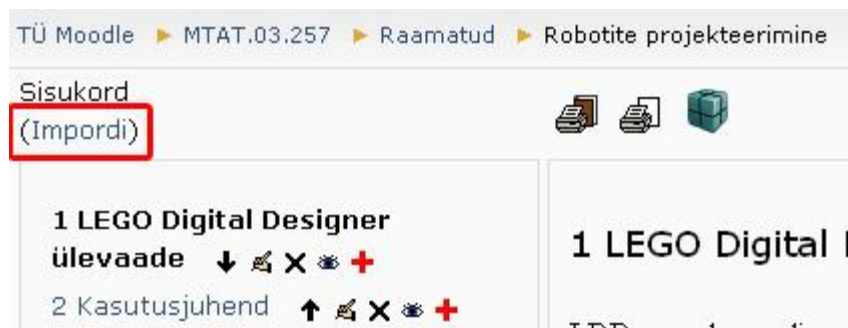 TÜ Moodle ► MTAT.03.257 ► Raamatud ► Robotite projekteerimine
Sisukord
(Impordi)
1 LEGO Digital Designer
ülevaade
2 Kasutusjuhend
1 LEGO Digital